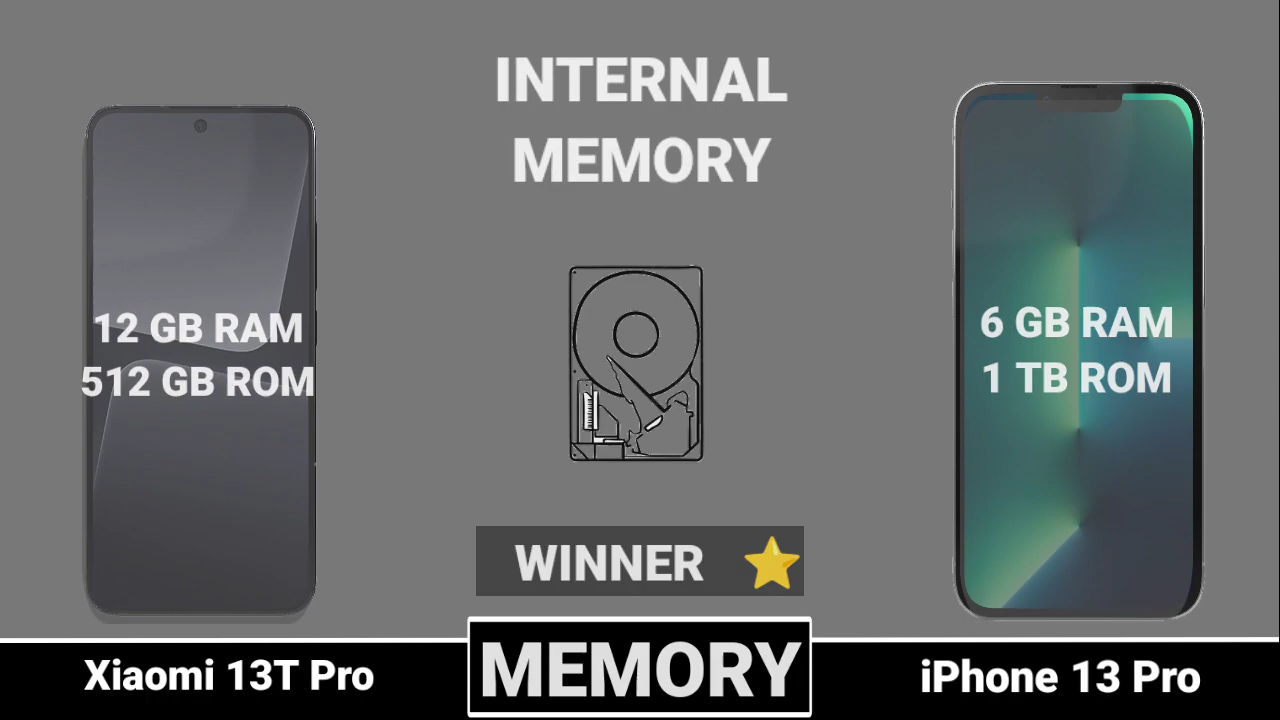 INTERNAL
MEMORY
12 GB RAM
512 GB ROM
6 GB RAM
1 TB ROM
WINNER
Xiaomi 13T Pro
MEMORY
iPhone 13 Pro